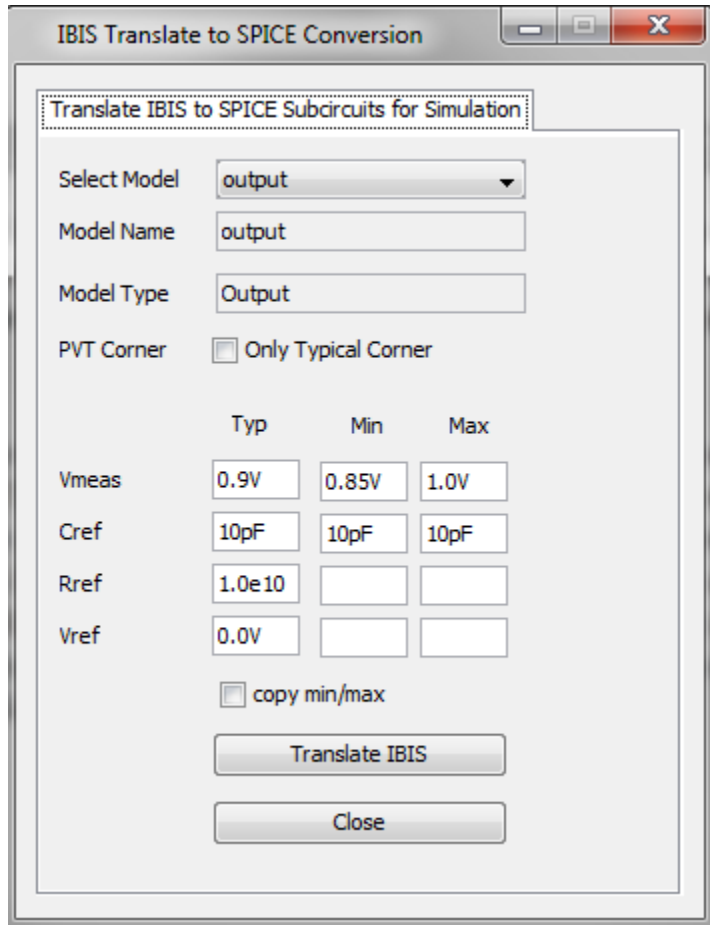 IBIS Translate to SPICE Conversion
Translate IBIS to SPICE Subcircuits for Simulation
Select Model output
Model Name output
Model Type Output
PVT Corner Only Typical Corner
Typ Min Max
Vmeas 0.9V 0.85V 1.0V
Cref 10pF 10pF 10pF
Rref 1.0e10
Vref 0.0V
copy min/max
Translate IBIS
Close